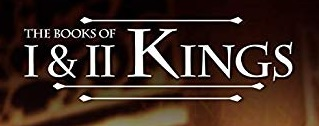 THE BOOKS OF
I & II KINGS